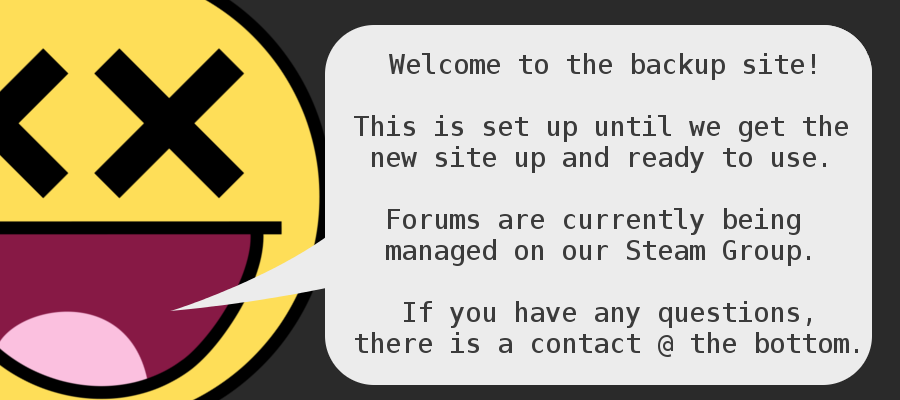 Welcome to the backup site!
This is set up until we get the
new site up and ready to use.
Forums are currently being
managed on our Steam Group.
If you have any questions,
there is a contact @ the bottom.